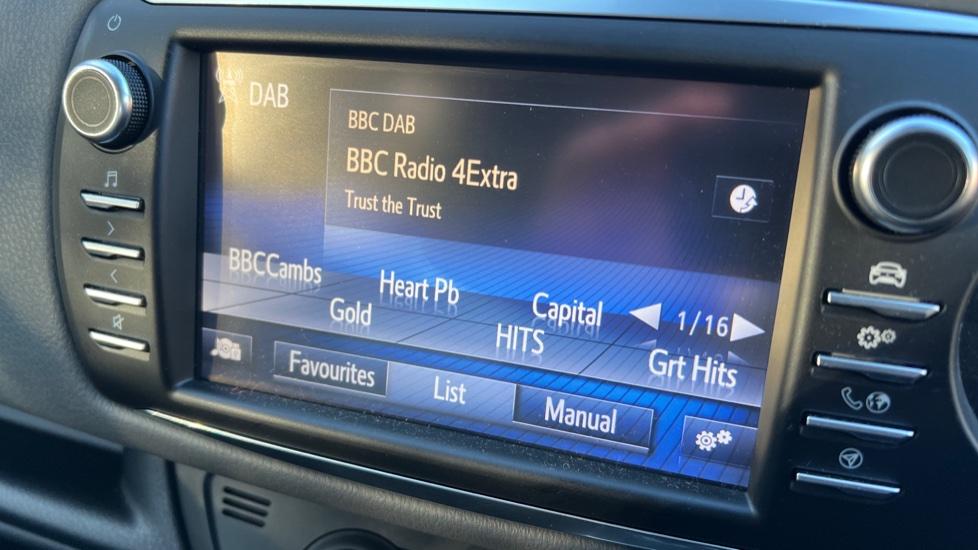 DAB
BBC DAB
BBC Radio 4Extra
Trust the Trust
BBCCambs
Heart Pb
Capital
1/16
Gold
HITS
Grt Hits
Favourites
List
Manual